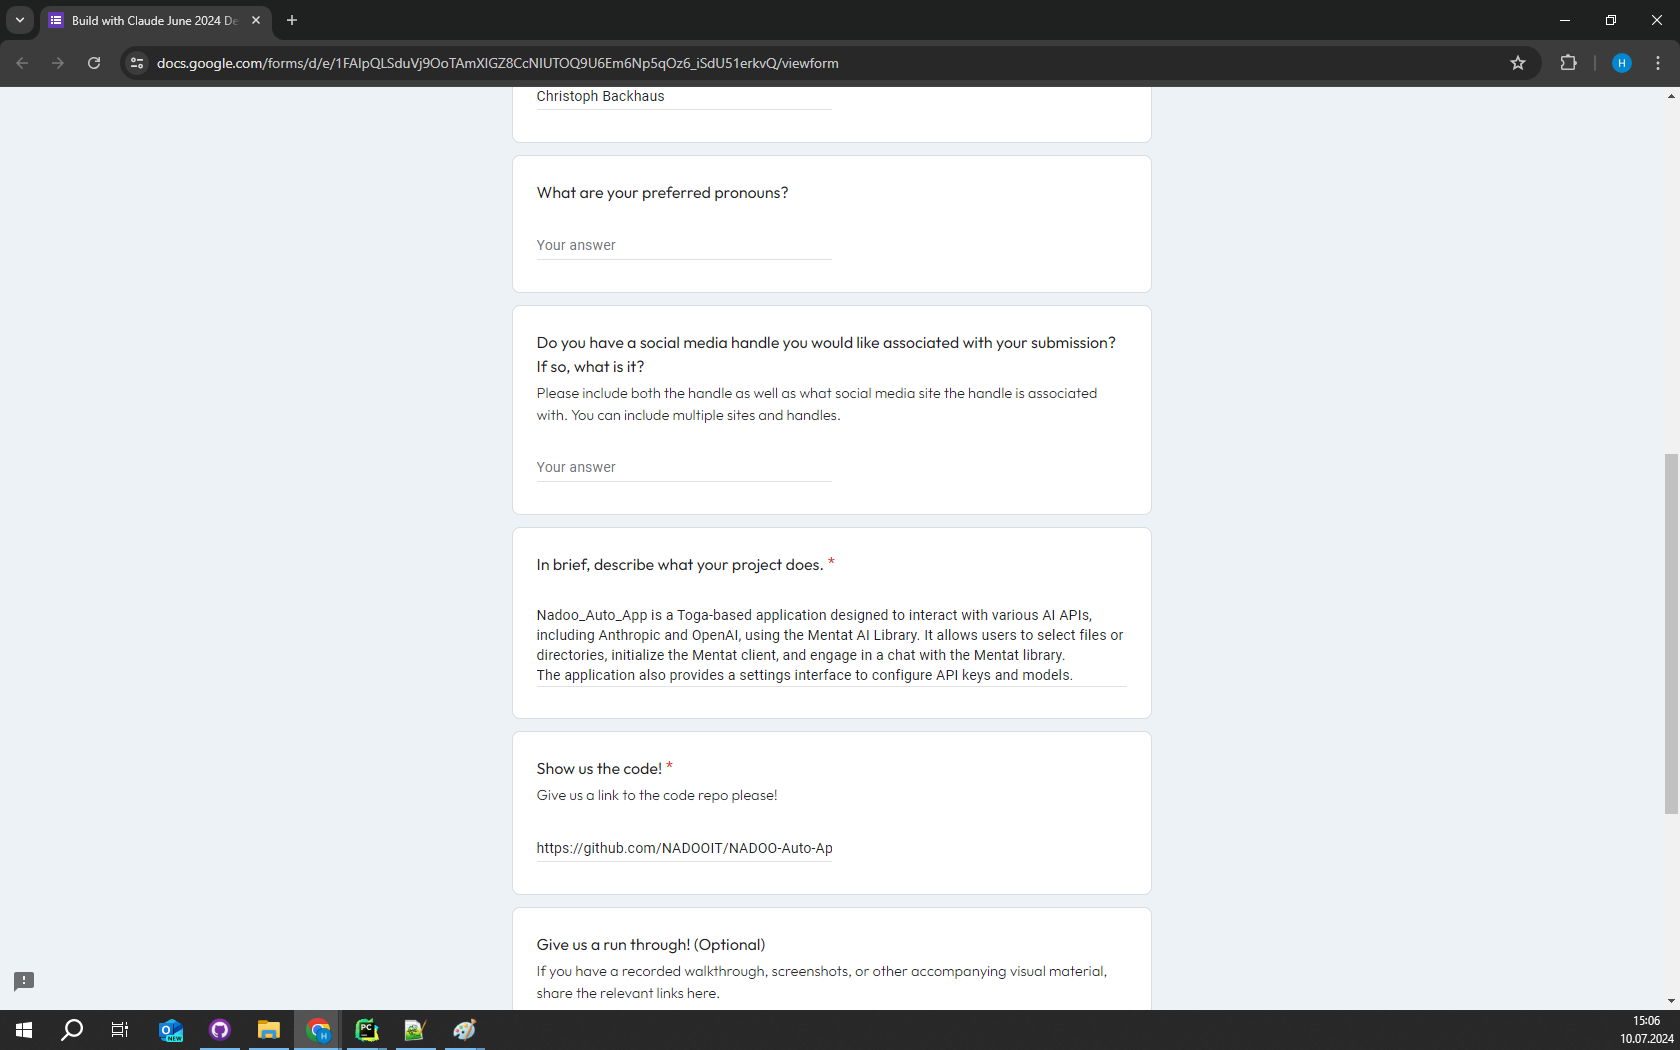 Build with Claude June 2024 De
docs.google.com/forms/d/e/1FAIpQLSduVj9OoTAmXIGZ8CcNIUTOQ9U6Em6Np5qOz6_iSdU51erkvQ/viewform
H
Christoph Backhaus
What are your preferred pronouns?
Your answer
Do you have a social media handle you would like associated with your submission?
If so, what is it?
Please include both the handle as well as what social media site the handle is associated
with. You can include multiple sites and handles.
Your answer
In brief, describe what your project does. *
Nadoo_Auto_App is a Toga-based application designed to interact with various AI APIs,
including Anthropic and OpenAI, using the Mentat AI Library. It allows users to select files or
directories, initialize the Mentat client, and engage in a chat with the Mentat library.
The application also provides a settings interface to configure API keys and models.
Show us the code! *
Give us a link to the code repo please!
https://github.com/NADOOIT/NADOO-Auto-Ap
Give us a run through! (Optional)
If you have a recorded walkthrough, screenshots, or other accompanying visual material,
share the relevant links here.
NEW
H
PC
15:06
10.07.2024